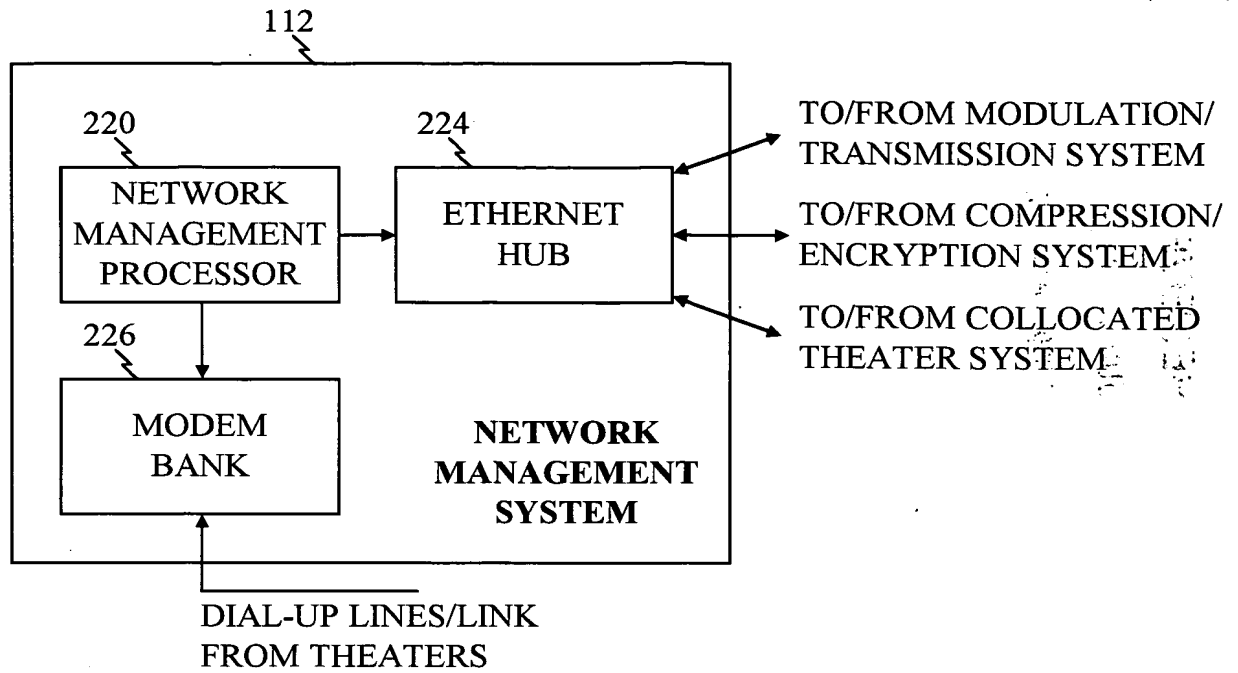 112
220
NETWORK
MANAGEMENT
PROCESSOR
224
ETHERNET
HUB
TO/FROM MODULATION/
TRANSMISSION SYSTEM
TO/FROM COMPRESSION/
ENCRYPTION SYSTEM
TO/FROM COLLOCATED
THEATER SYSTEM
226
MODEM
BANK
NETWORK
MANAGEMENT
SYSTEM
DIAL-UP LINES/LINK
FROM THEATERS